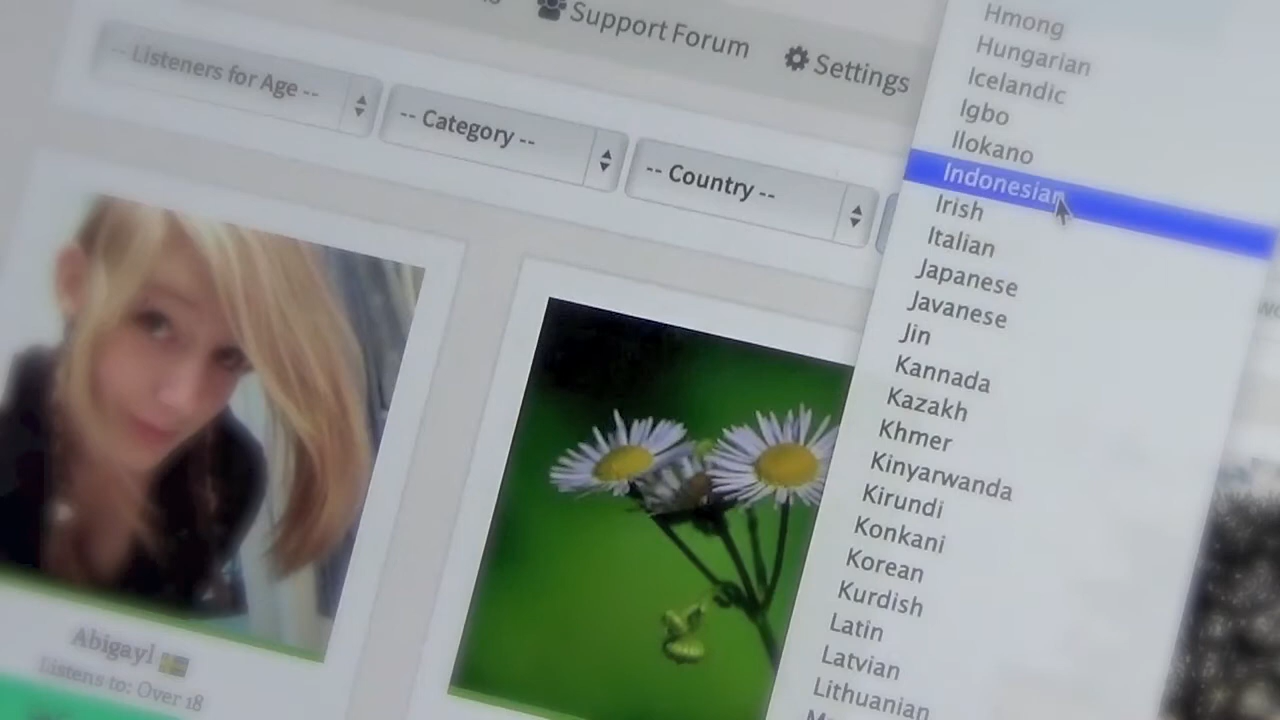 Support Forum
Settings
-- Listeners for Age --
-- Category --
-- Country --
Hmong
Hungarian
Icelandic
Igbo
Ilokano
Indonesian
Irish
Italian
Japanese
Javanese
Jin
Kannada
Kazakh
Khmer
Kinyarwanda
Kirundi
Konkani
Korean
Kurdish
Latin
Latvian
Lithuanian
Abigayl
Listens to: Over 18